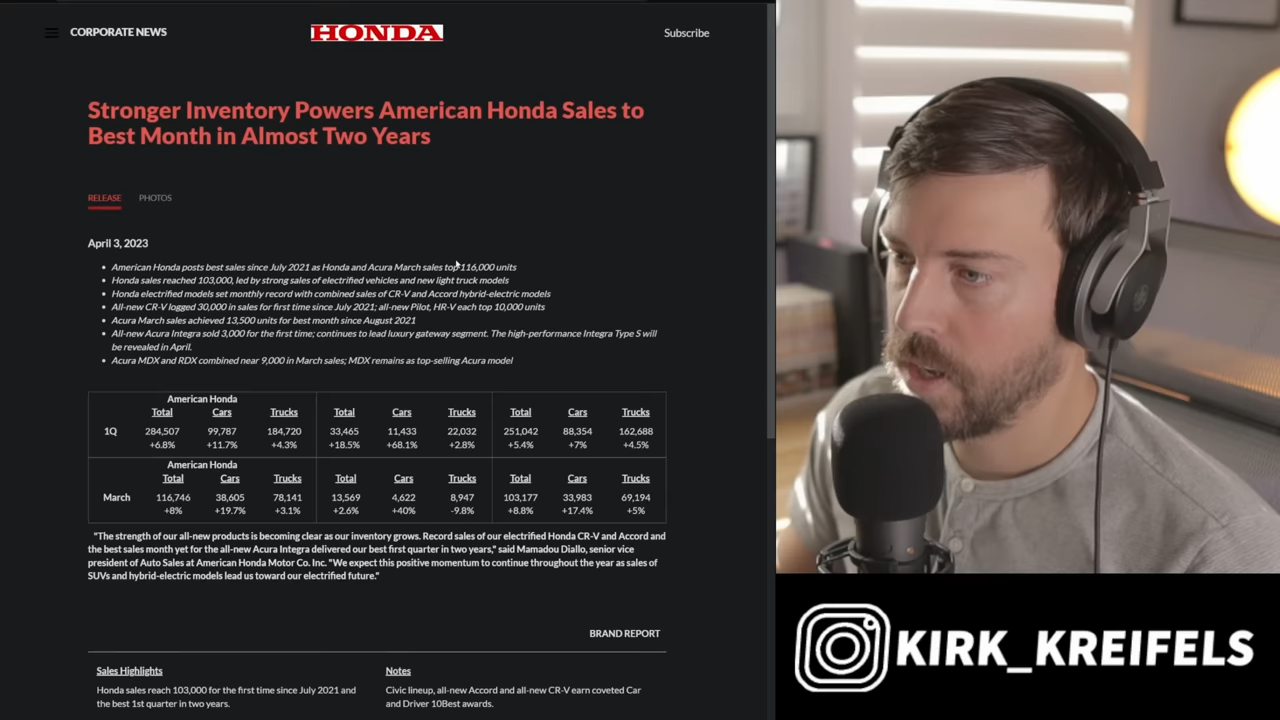 CORPORATE NEWS
HONDA
Subscribe
Stronger Inventory Powers American Honda Sales to
Best Month in Almost Two Years
RELEASE PHOTOS
April 3, 2023
• American Honda posts best sales since July 2021 as Honda and Acura March sales top 116,000 units
• Honda sales reached 103,000, led by strong sales of electrified vehicles and new light truck models
• Honda electrified models set monthly record with combined sales of CR-V and Accord hybrid-electric models
• All-new CR-V logged 30,000 in sales for first time since July 2021; all-new Pilot, HR-V each top 10,000 units
• Acura March sales achieved 13,500 units for best month since August 2021
• All-new Acura Integra sold 3,000 for the first time; continues to lead luxury gateway segment. The high-performance Integra Type S will
be revealed in April.
• Acura MDX and RDX combined near 9,000 in March sales; MDX remains as top-selling Acura model
American Honda
Total Cars Trucks Total Cars Trucks Total Cars Trucks
1Q 284,507 99,787 184,720 33,465 11,433 22,032 251,042 88,354 162,688
+6.8% +11.7% +4.3% +18.5% +68.1% +2.8% +5.4% +7% +4.5%
American Honda
Total Cars Trucks Total Cars Trucks Total Cars Trucks
March 116,746 38,605 78,141 13,569 4,622 8,947 103,177 33,983 69,194
+8% +19.7% +3.1% +2.6% +40% -9.8% +8.8% +17.4% +5%
"The strength of our all-new products is becoming clear as our inventory grows. Record sales of our electrified Honda CR-V and Accord and
the best sales month yet for the all-new Acura Integra delivered our best first quarter in two years," said Mamadou Diallo, senior vice
president of Auto Sales at American Honda Motor Co. Inc. "We expect this positive momentum to continue throughout the year as sales of
SUVs and hybrid-electric models lead us toward our electrified future."
BRAND REPORT
Sales Highlights
Honda sales reach 103,000 for the first time since July 2021 and
the best 1st quarter in two years.
Notes
Civic lineup, all-new Accord and all-new CR-V earn coveted Car
and Driver 10Best awards.
KIRK_KREIFELS